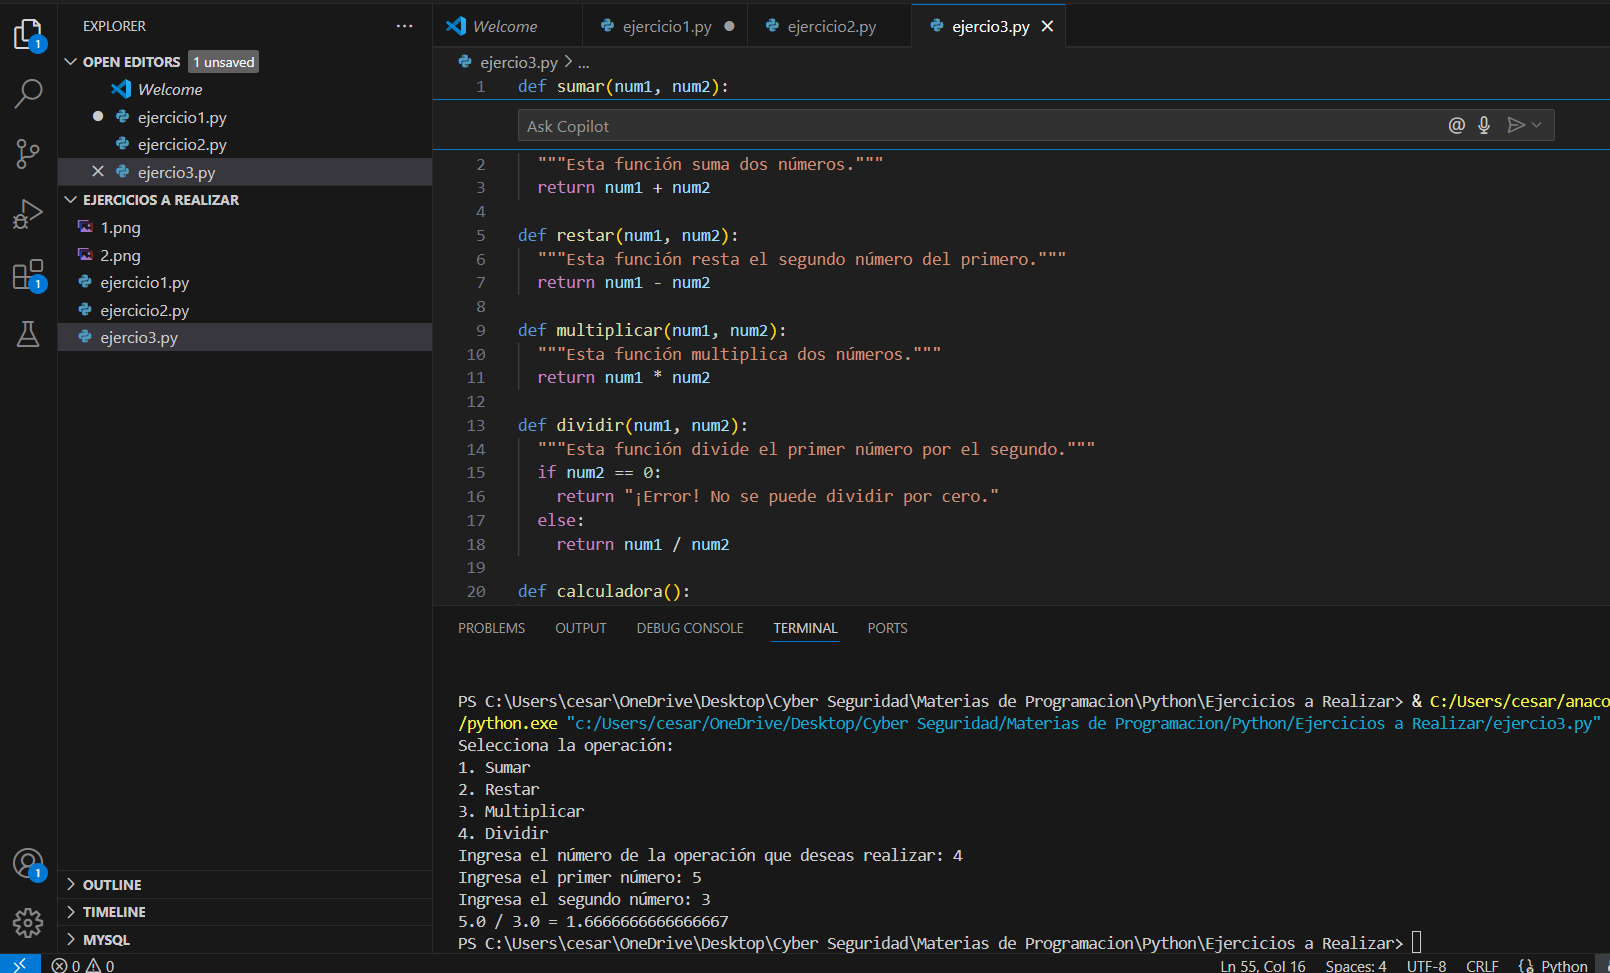 EXPLORER
...
OPEN EDITORS 1 unsaved
Welcome
ejercicio1.py
ejercicio2.py
ejercio3.py
EJERCICIOS A REALIZAR
1.png
2.png
ejercicio1.py
ejercicio2.py
ejercio3.py
OUTLINE
TIMELINE
MYSQL
1
1
1
Welcome ejercicio1.py ejercicio2.py ejercio3.py
ejercio3.py > ...
1 def sumar(num1, num2):
Ask Copilot @
2 """Esta función suma dos números."""
3 return num1 + num2
4
5 def restar(num1, num2):
6 """Esta función resta el segundo número del primero."""
7 return num1 - num2
8
9 def multiplicar(num1, num2):
10 """Esta función multiplica dos números."""
11 return num1 * num2
12
13 def dividir(num1, num2):
14 """Esta función divide el primer número por el segundo."""
15 if num2 == 0:
16 return "¡Error! No se puede dividir por cero."
17 else:
18 return num1 / num2
19
20 def calculadora():
PROBLEMS OUTPUT DEBUG CONSOLE TERMINAL PORTS
PS C:\Users\cesar\OneDrive\Desktop\Cyber Seguridad\Materias de Programacion\Python\Ejercicios a Realizar> & C:/Users/cesar/anaco
/python.exe "c:/Users/cesar/OneDrive/Desktop/Cyber Seguridad/Materias de Programacion/Python/Ejercicios a Realizar/ejercio3.py"
Selecciona la operación:
1. Sumar
2. Restar
3. Multiplicar
4. Dividir
Ingresa el número de la operación que deseas realizar: 4
Ingresa el primer número: 5
Ingresa el segundo número: 3
5.0 / 3.0 = 1.6666666666666667
PS C:\Users\cesar\OneDrive\Desktop\Cyber Seguridad\Materias de Programacion\Python\Ejercicios a Realizar>
0 0 Ln 55, Col 16 Spaces: 4 UTF-8 CRLF Python